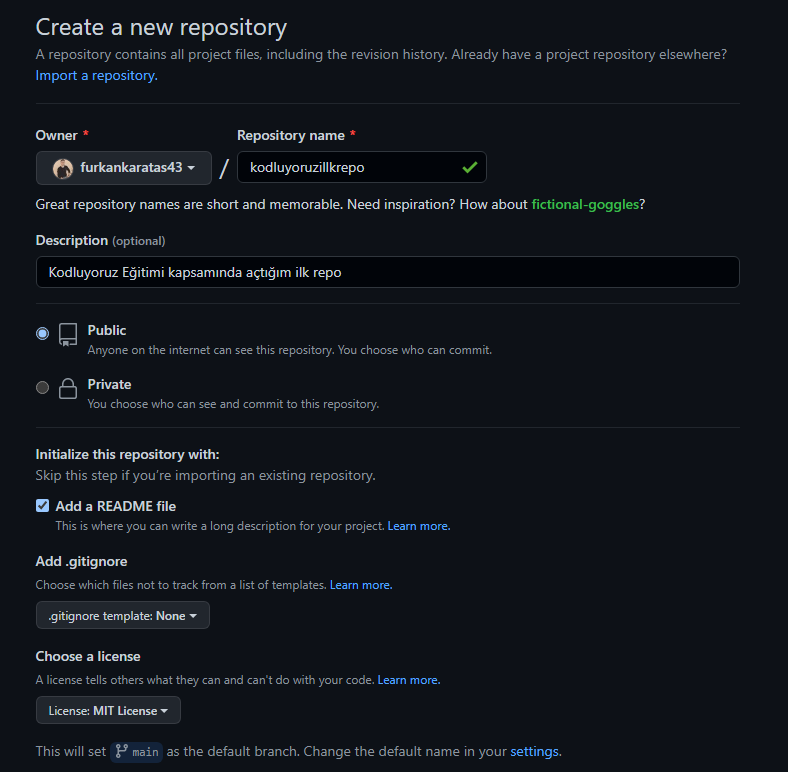 Create a new repository
A repository contains all project files, including the revision history. Already have a project repository elsewhere?
Import a repository.
Owner * Repository name *
furkankaratas43 / kodluyoruzillkrepo
Great repository names are short and memorable. Need inspiration? How about fictional-goggles?
Description (optional)
Kodluyoruz Eğitimi kapsamında açtığım ilk repo
Public
Anyone on the internet can see this repository. You choose who can commit.
Private
You choose who can see and commit to this repository.
Initialize this repository with:
Skip this step if you're importing an existing repository.
Add a README file
This is where you can write a long description for your project. Learn more.
Add .gitignore
Choose which files not to track from a list of templates. Learn more.
.gitignore template: None
Choose a license
A license tells others what they can and can't do with your code. Learn more.
License: MIT License
This will set main as the default branch. Change the default name in your settings.